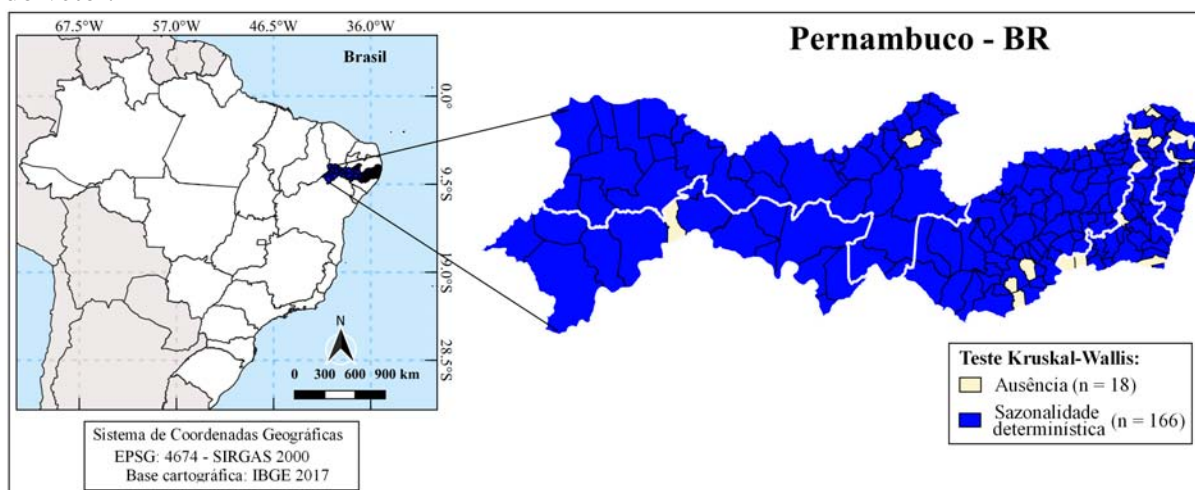 67.5°W 57.0°W 46.5°W 36.0°W
Pernambuco - BR
Brasil
0.0°
9.5°S
19.0°S
28.5°S
N
0 300 600 900 km
Teste Kruskal-Wallis:
Ausência (n = 18)
Sazonalidade
determinística (n = 166)
Sistema de Coordenadas Geográficas
EPSG: 4674 - SIRGAS 2000
Base cartográfica: IBGE 2017